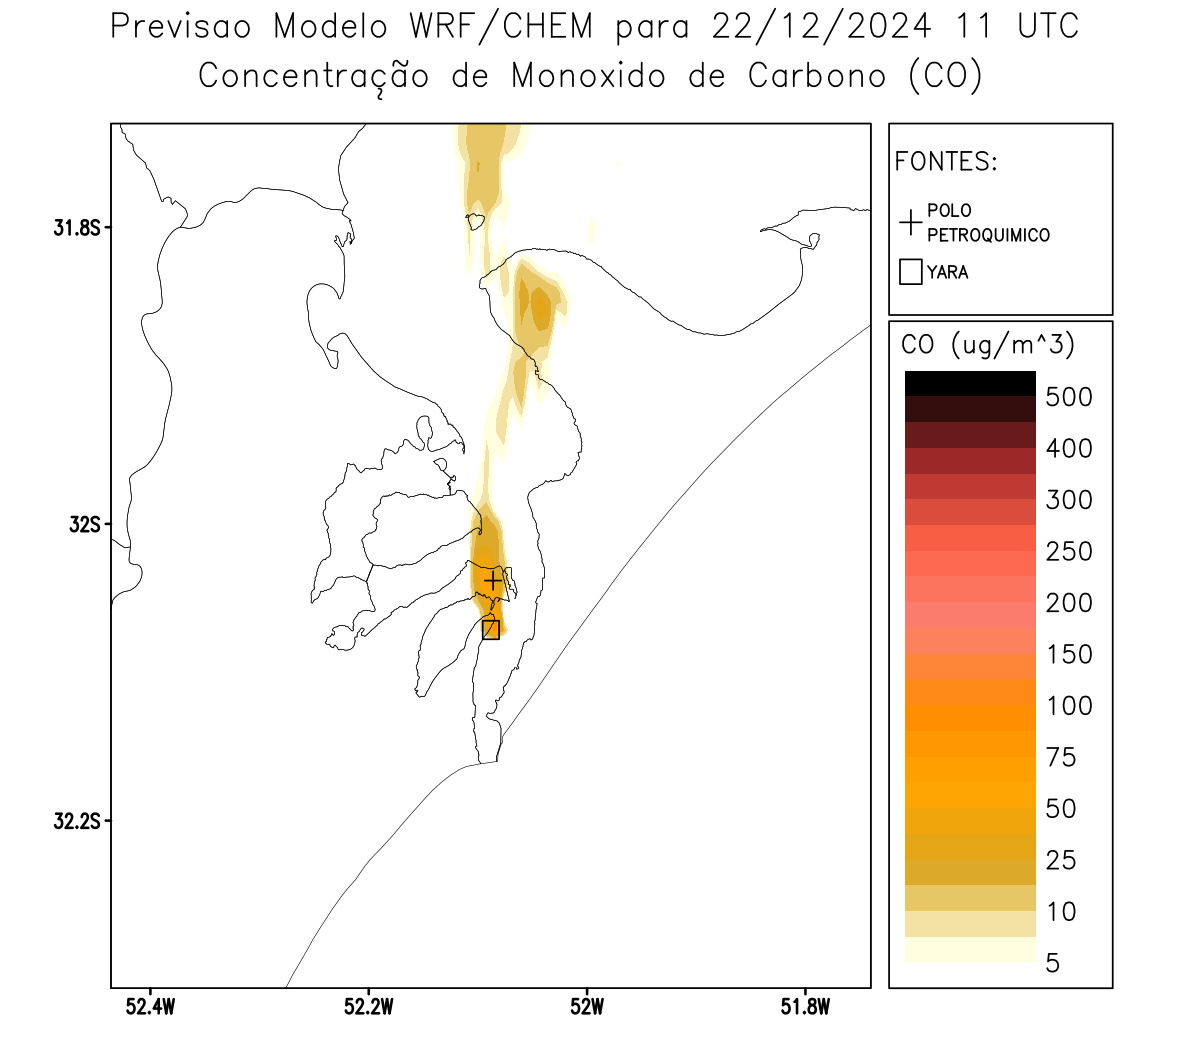 Previsao Modelo WRF/CHEM para 22/12/2024 11 UTC
Concentração de Monoxido de Carbono (CO)
FONTES:
POLO
PETROQUIMICO
YARA
CO (ug/m^3)
500
400
300
250
200
150
100
75
50
25
10
5
31.8S
32S
32.2S
52.4W
52.2W
52W
51.8W